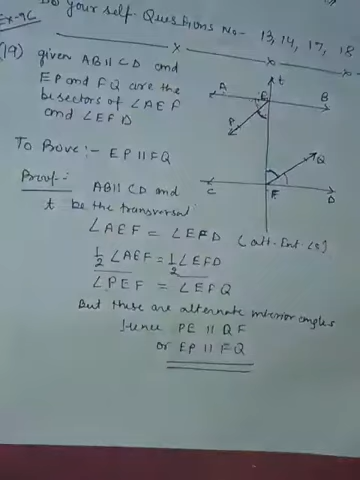 Do your self. Questions No- 13, 14, 17, 18
Ex-9C
(19) given AB || CD and
EP and FQ are the
bisectors of ∠AEF
and ∠EFD
t
A E B
P
Q
C F D
To Prove:- EP || FQ
Proof:- AB || CD and
t be the transversal
∠AEF = ∠EFD (alt. Int. ∠s)
1/2 ∠AEF = 1/2 ∠EFD
∠PEF = ∠EFQ
But these are alternate interior angles
Hence PE || QF
or EP || FQ